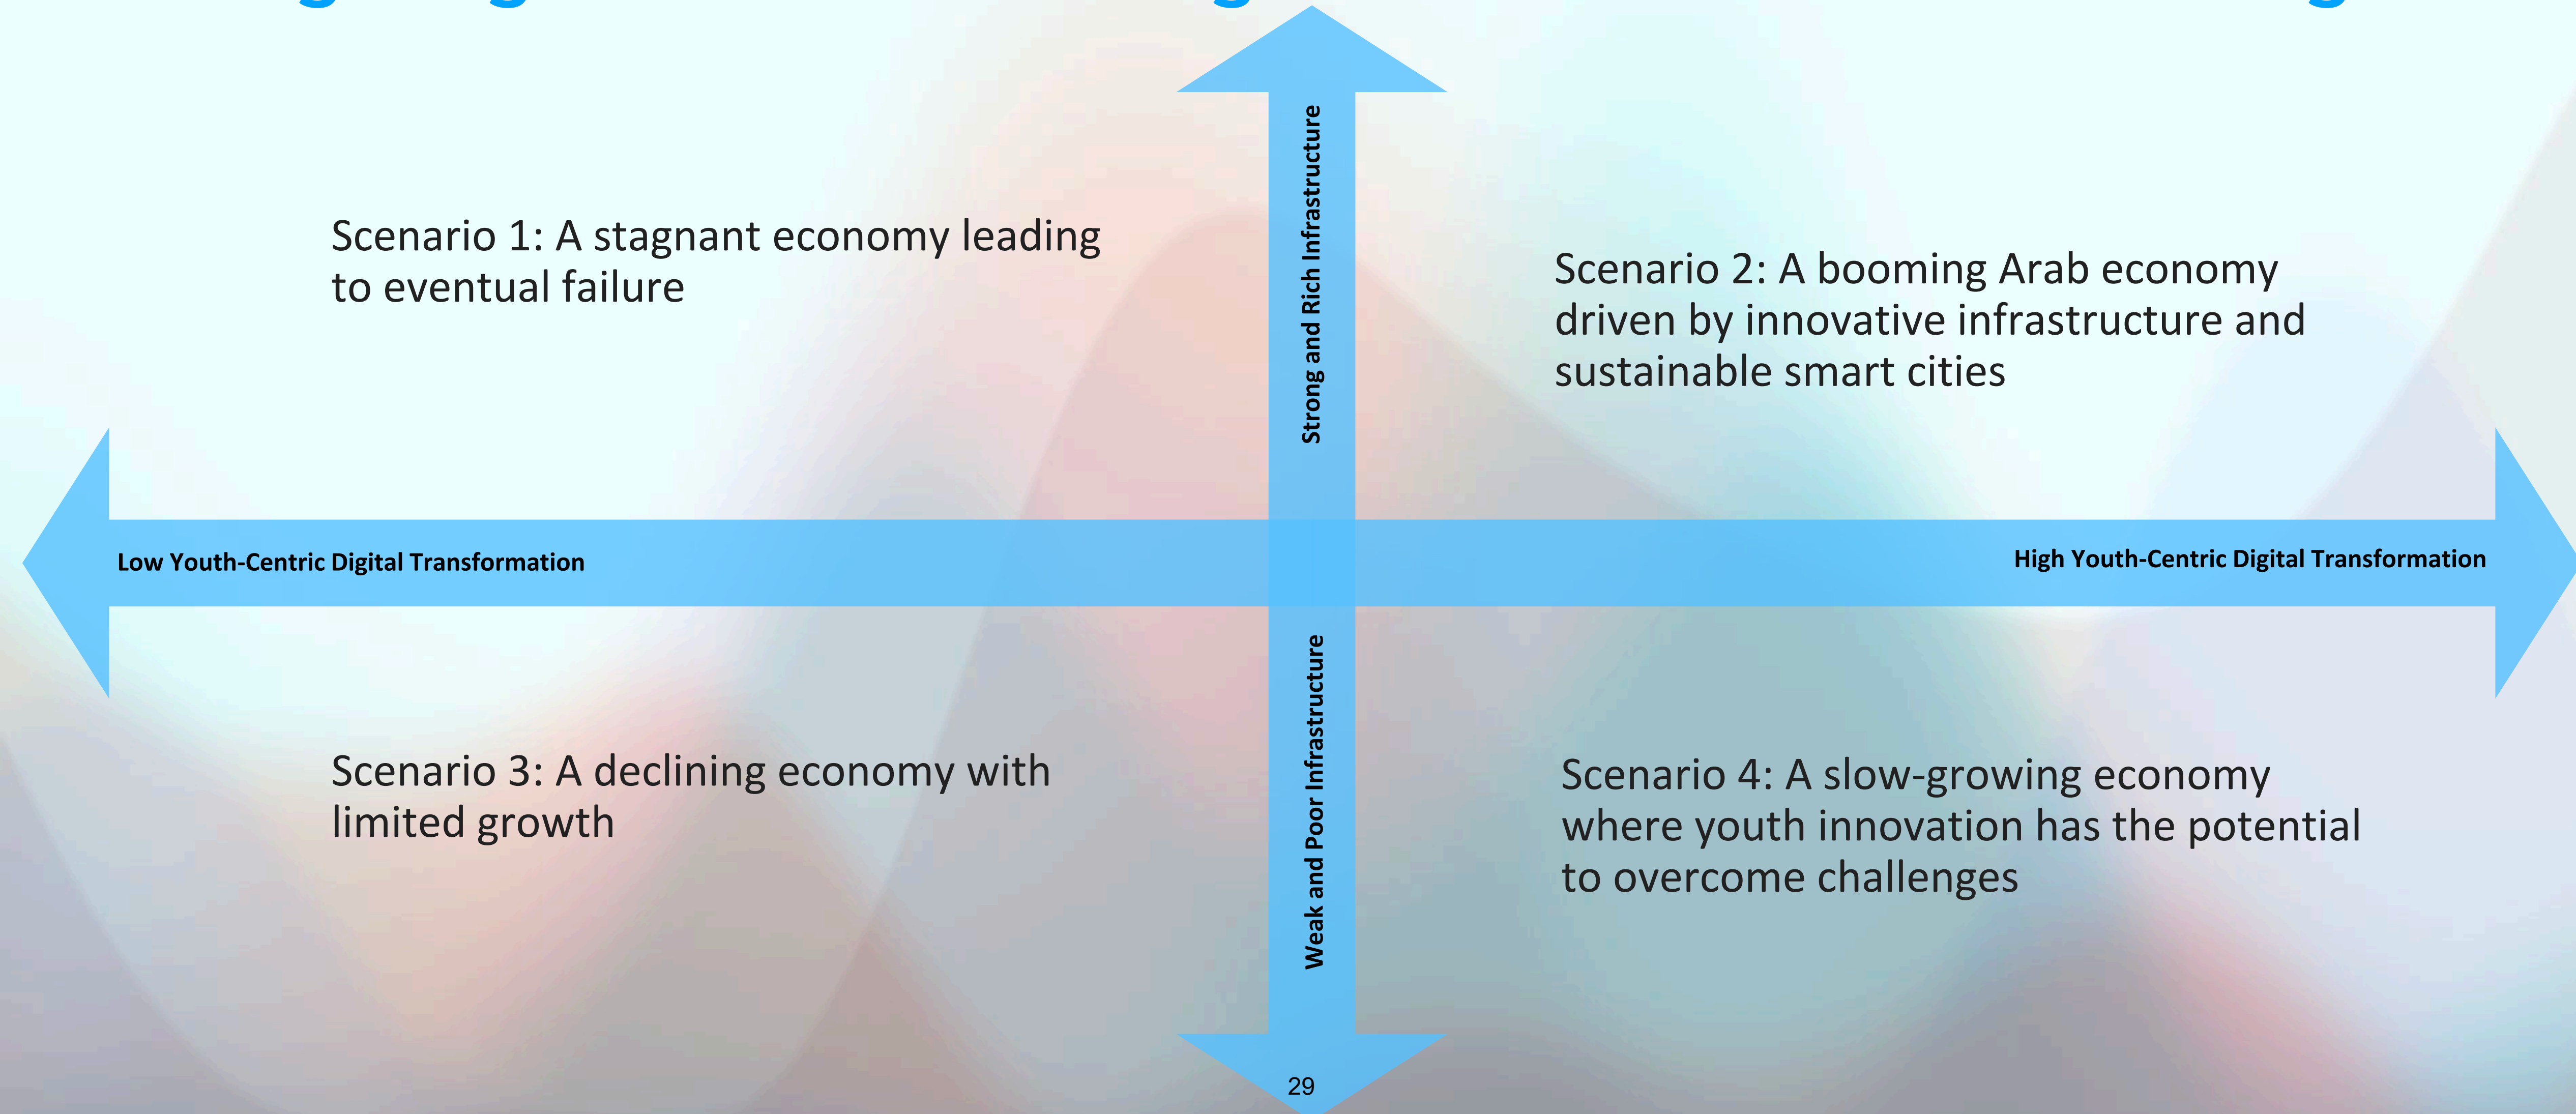 Strong and Rich Infrastructure
Scenario 1: A stagnant economy leading
to eventual failure
Scenario 2: A booming Arab economy
driven by innovative infrastructure and
sustainable smart cities
Low Youth-Centric Digital Transformation
High Youth-Centric Digital Transformation
Weak and Poor Infrastructure
Scenario 3: A declining economy with
limited growth
Scenario 4: A slow-growing economy
where youth innovation has the potential
to overcome challenges
29